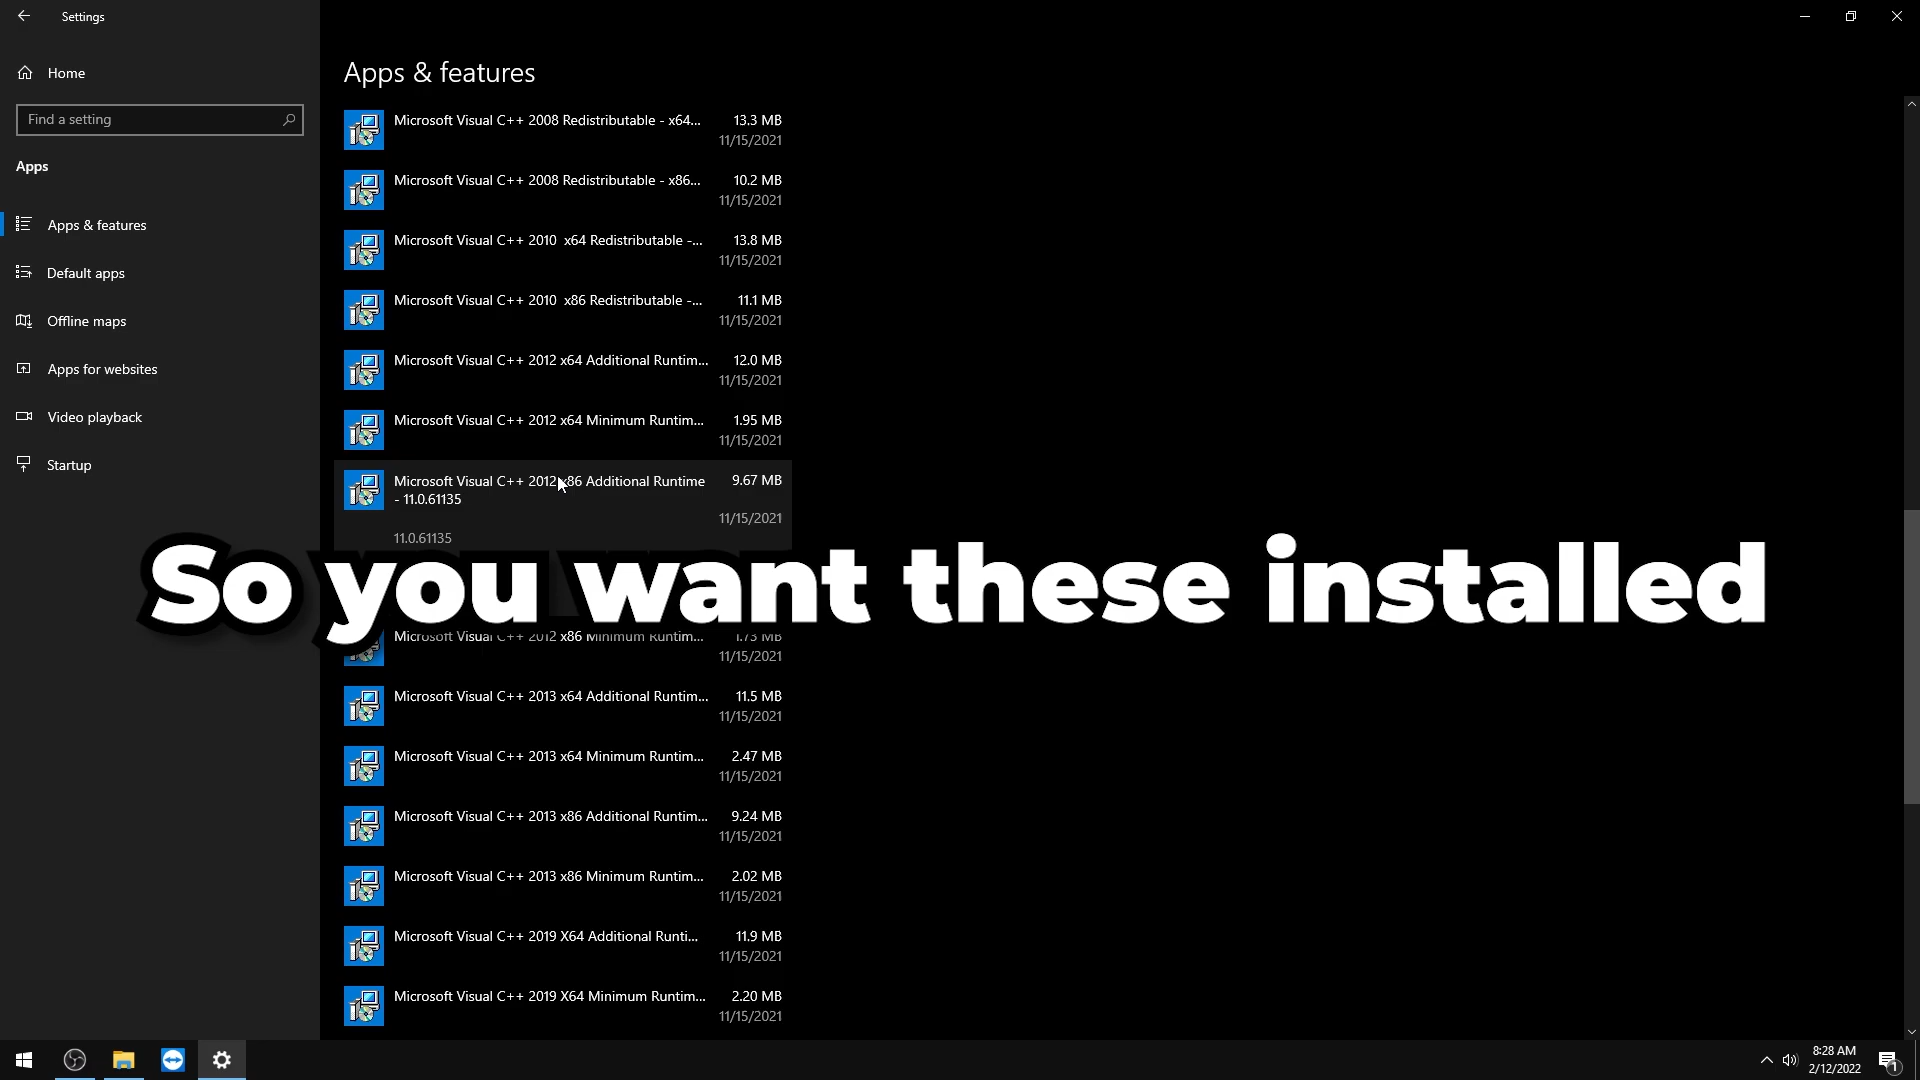 Settings
Home
Find a setting
Apps
Apps & features
Default apps
Offline maps
Apps for websites
Video playback
Startup
Apps & features
Microsoft Visual C++ 2008 Redistributable - x64... 13.3 MB
11/15/2021
Microsoft Visual C++ 2008 Redistributable - x86... 10.2 MB
11/15/2021
Microsoft Visual C++ 2010  x64 Redistributable -... 13.8 MB
11/15/2021
Microsoft Visual C++ 2010  x86 Redistributable -... 11.1 MB
11/15/2021
Microsoft Visual C++ 2012 x64 Additional Runtim... 12.0 MB
11/15/2021
Microsoft Visual C++ 2012 x64 Minimum Runtim... 1.95 MB
11/15/2021
Microsoft Visual C++ 2012 x86 Additional Runtime 9.67 MB
- 11.0.61135
11/15/2021
11.0.61135
So you want these installed
Microsoft Visual C++ 2012 x86 Minimum Runtim... 1.73 MB
11/15/2021
Microsoft Visual C++ 2013 x64 Additional Runtim... 11.5 MB
11/15/2021
Microsoft Visual C++ 2013 x64 Minimum Runtim... 2.47 MB
11/15/2021
Microsoft Visual C++ 2013 x86 Additional Runtim... 9.24 MB
11/15/2021
Microsoft Visual C++ 2013 x86 Minimum Runtim... 2.02 MB
11/15/2021
Microsoft Visual C++ 2019 X64 Additional Runti... 11.9 MB
11/15/2021
Microsoft Visual C++ 2019 X64 Minimum Runtim... 2.20 MB
11/15/2021
8:28 AM
2/12/2022
1